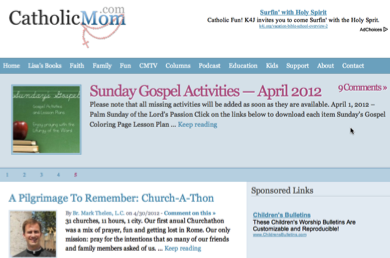 CatholicMom.com
Surfin' with Holy Spirit
Catholic Fun! K4J invites you to come Surfin' with the Holy Spirit.
AdChoices
Home Lisa's Books Faith Family Fun CMTV Columns Podcast Education Kids Support About Contact
Sunday's Gospel
Sunday Gospel Activities — April 2012
9 Comments »
Please note that all missing activities will be added as soon as they are available. April 1, 2012 –
Palm Sunday of the Lord's Passion Click on the links below to download each item Sunday's Gospel
Coloring Page Lesson Plan ... Keep reading
1 2 3 4 5
A Pilgrimage To Remember: Church-A-Thon
By Br. Mark Thelen, L.C. on 4/30/2012 - Comment on this »
31 churches, 11 hours, 1 city. Our first anual Churchathon
was a mix of prayer, fun and getting lost in Rome. Our only
mission: pray for the intentions that so many of our friends
and family members asked of us. ... Keep reading
Sponsored Links
Children's Bulletins
These Children's Worship Bulletins Are
Customizable and Reproducible!
www.ChildrensBulletins.com